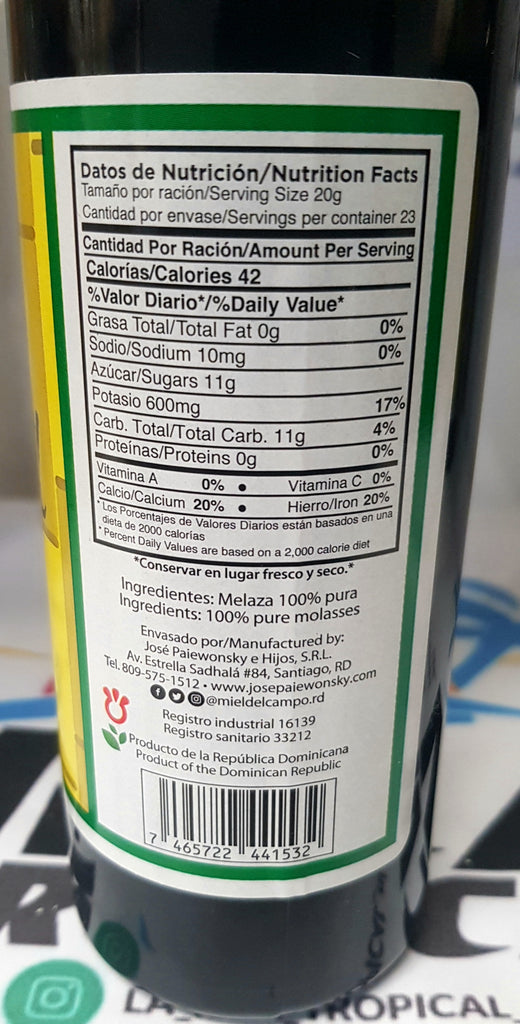 Datos de Nutrición/Nutrition Facts
Tamaño por ración/Serving Size 20g
Cantidad por envase/Servings per container 23
Cantidad Por Ración/Amount Per Serving
Calorías/Calories 42
%Valor Diario*/%Daily Value*
Grasa Total/Total Fat 0g 0%
Sodio/Sodium 10mg 0%
Azúcar/Sugars 11g
Potasio 600mg 17%
Carb. Total/Total Carb. 11g 4%
Proteínas/Proteins 0g 0%
Vitamina A 0% • Vitamina C 0%
Calcio/Calcium 20% • Hierro/Iron 20%
*Los Porcentajes de Valores Diarios están basados en una
dieta de 2000 calorías
*Percent Daily Values are based on a 2,000 calorie diet
*Conservar en lugar fresco y seco.*
Ingredientes: Melaza 100% pura
Ingredients: 100% pure molasses
Envasado por/Manufactured by:
José Paiewonsky e Hijos, S.R.L.
Av. Estrella Sadhalá #84, Santiago, RD
Tel. 809-575-1512 • www.josepaiewonsky.com
@mieldelcampo.rd
Registro industrial 16139
Registro sanitario 33212
Producto de la República Dominicana
Product of the Dominican Republic
7 465722 441532